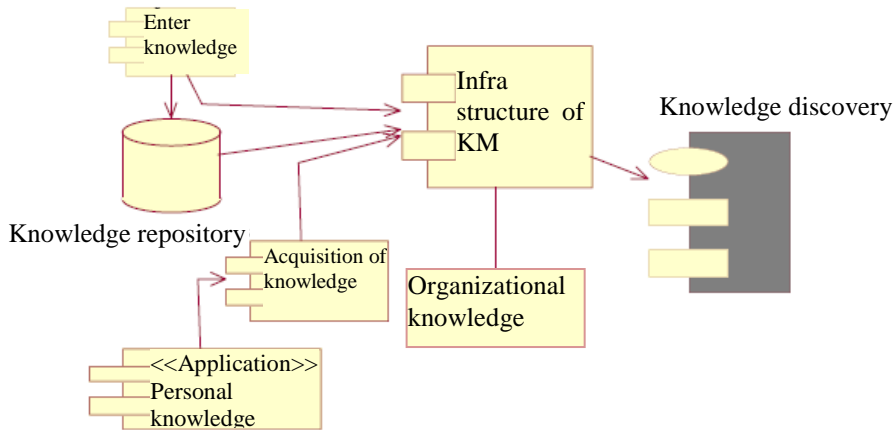 Enter
knowledge
Infra
structure of
KM
Knowledge discovery
Knowledge repository
Acquisition of
knowledge
Organizational
knowledge
<<Application>>
Personal
knowledge